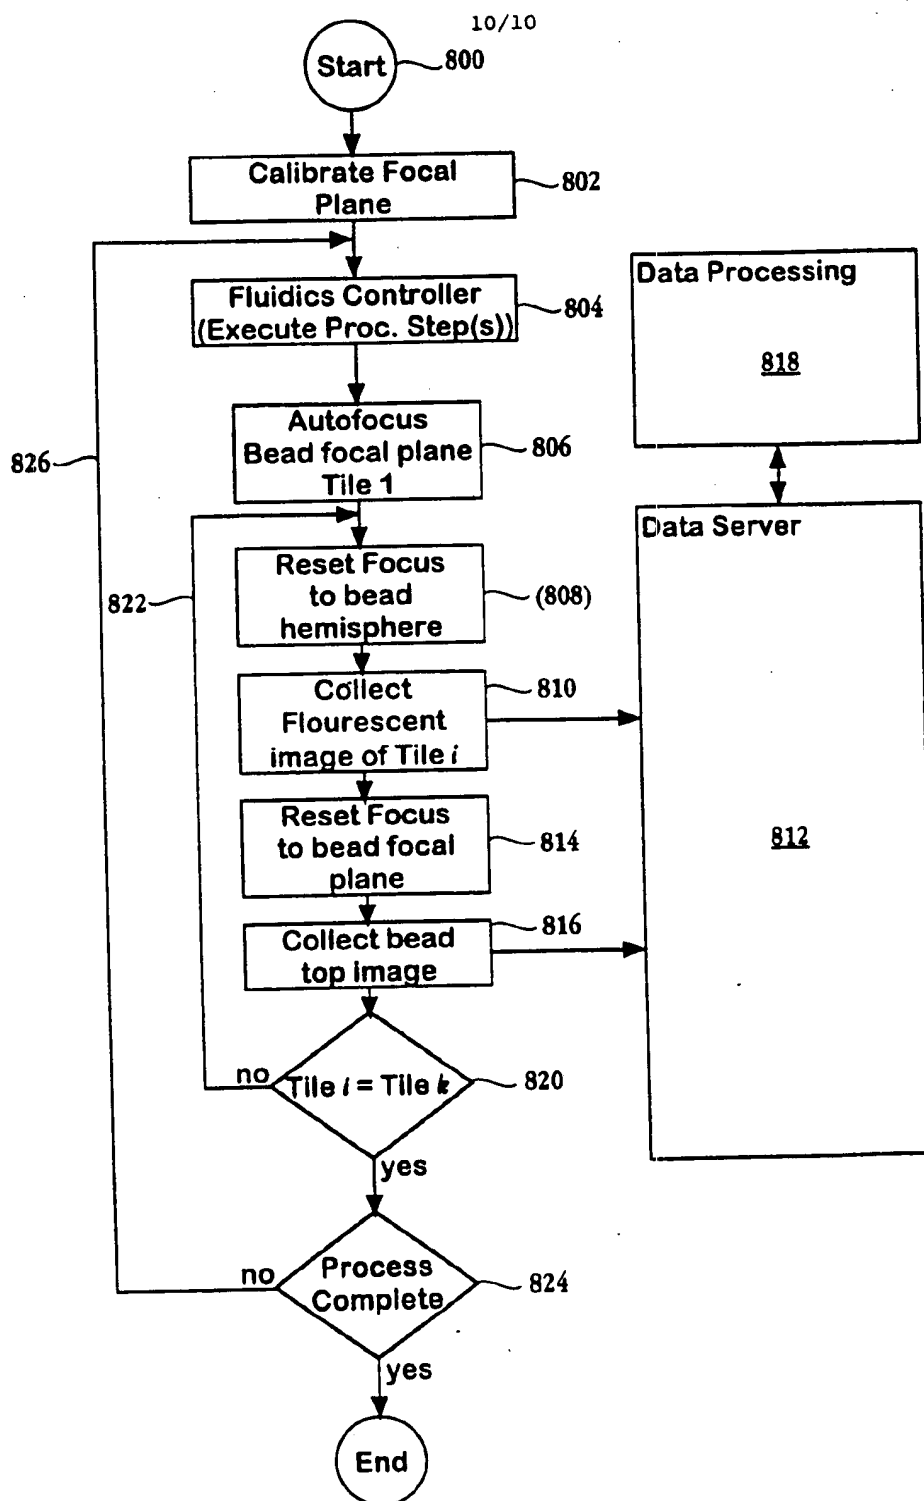 10/10
Start
800
Calibrate Focal
Plane
802
Fluidics Controller
(Execute Proc. Step(s))
804
Data Processing
818
Autofocus
Bead focal plane
Tile 1
806
826
Data Server
812
Reset Focus
to bead
hemisphere
(808)
822
Collect
Flourescent
image of Tile i
810
Reset Focus
to bead focal
plane
814
Collect bead
top image
816
no
Tile i = Tile k
820
yes
no
Process
Complete
824
yes
End